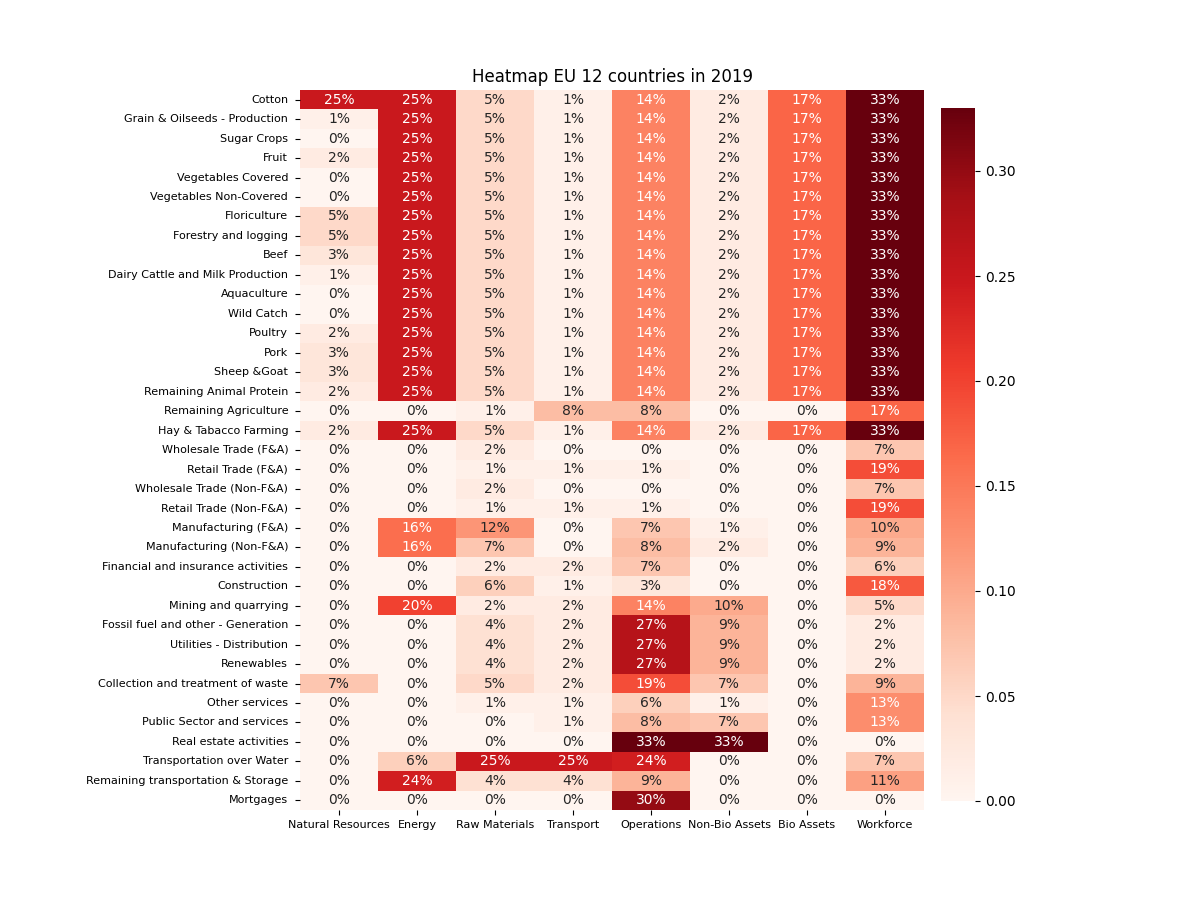 Heatmap EU 12 countries in 2019
Cotton 25% 25% 5% 1% 14% 2% 17% 33%
Grain & Oilseeds - Production 1% 25% 5% 1% 14% 2% 17% 33%
Sugar Crops 0% 25% 5% 1% 14% 2% 17% 33%
Fruit 2% 25% 5% 1% 14% 2% 17% 33%
Vegetables Covered 0% 25% 5% 1% 14% 2% 17% 33%
Vegetables Non-Covered 0% 25% 5% 1% 14% 2% 17% 33%
Floriculture 5% 25% 5% 1% 14% 2% 17% 33%
Forestry and logging 5% 25% 5% 1% 14% 2% 17% 33%
Beef 3% 25% 5% 1% 14% 2% 17% 33%
Dairy Cattle and Milk Production 1% 25% 5% 1% 14% 2% 17% 33%
Aquaculture 0% 25% 5% 1% 14% 2% 17% 33%
Wild Catch 0% 25% 5% 1% 14% 2% 17% 33%
Poultry 2% 25% 5% 1% 14% 2% 17% 33%
Pork 3% 25% 5% 1% 14% 2% 17% 33%
Sheep &Goat 3% 25% 5% 1% 14% 2% 17% 33%
Remaining Animal Protein 2% 25% 5% 1% 14% 2% 17% 33%
Remaining Agriculture 0% 0% 1% 8% 8% 0% 0% 17%
Hay & Tobacco Farming 2% 25% 5% 1% 14% 2% 17% 33%
Wholesale Trade (F&A) 0% 0% 2% 0% 0% 0% 0% 7%
Retail Trade (F&A) 0% 0% 1% 1% 1% 0% 0% 19%
Wholesale Trade (Non-F&A) 0% 0% 2% 0% 0% 0% 0% 7%
Retail Trade (Non-F&A) 0% 0% 1% 1% 1% 0% 0% 19%
Manufacturing (F&A) 0% 16% 12% 0% 7% 1% 0% 10%
Manufacturing (Non-F&A) 0% 16% 7% 0% 8% 2% 0% 9%
Financial and insurance activities 0% 0% 2% 2% 7% 0% 0% 6%
Construction 0% 0% 6% 1% 3% 0% 0% 18%
Mining and quarrying 0% 20% 2% 2% 14% 10% 0% 5%
Fossil fuel and other - Generation 0% 0% 4% 2% 27% 9% 0% 2%
Utilities - Distribution 0% 0% 4% 2% 27% 9% 0% 2%
Renewables 0% 0% 4% 2% 27% 9% 0% 2%
Collection and treatment of waste 7% 0% 5% 2% 19% 7% 0% 9%
Other services 0% 0% 1% 1% 6% 1% 0% 13%
Public Sector and services 0% 0% 0% 1% 8% 7% 0% 13%
Real estate activities 0% 0% 0% 0% 33% 33% 0% 0%
Transportation over Water 0% 6% 25% 25% 24% 0% 0% 7%
Remaining transportation & Storage 0% 24% 4% 4% 9% 0% 0% 11%
Mortgages 0% 0% 0% 0% 30% 0% 0% 0%
Natural Resources Energy Raw Materials Transport Operations Non-Bio Assets Bio Assets Workforce
0.30
0.25
0.20
0.15
0.10
0.05
0.00